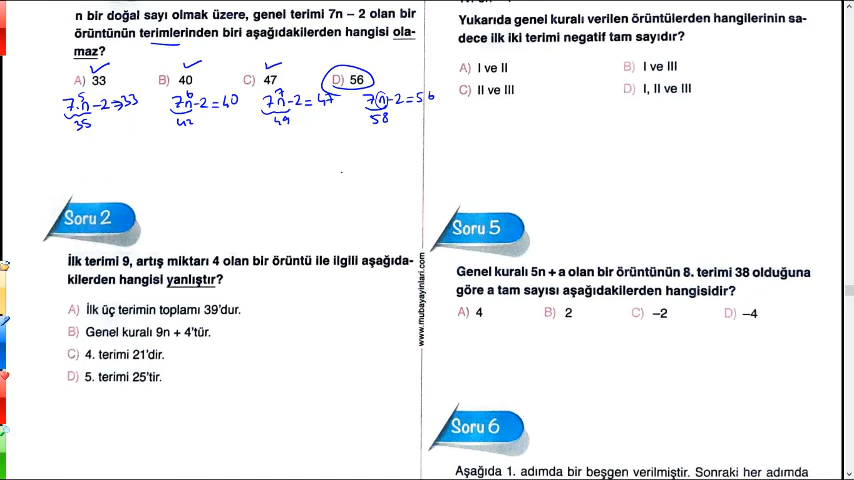 n bir doğal sayı olmak üzere, genel terimi 7n – 2 olan bir
örüntünün terimlerinden biri aşağıdakilerden hangisi ola-
maz?
A) 33
B) 40
C) 47
D) 56
5
7.n-2=>33
35
6
7n-2=40
42
7
7n-2=47
49
7n-2=56
58
Soru 2
İlk terimi 9, artış miktarı 4 olan bir örüntü ile ilgili aşağıda-
kilerden hangisi yanlıştır?
A) İlk üç terimin toplamı 39'dur.
B) Genel kuralı 9n + 4'tür.
C) 4. terimi 21'dir.
D) 5. terimi 25'tir.
www.mubayayinlari.com
Yukarıda genel kuralı verilen örüntülerden hangilerinin sa-
dece ilk iki terimi negatif tam sayıdır?
A) I ve II
B) I ve III
C) II ve III
D) I, II ve III
Soru 5
Genel kuralı 5n + a olan bir örüntünün 8. terimi 38 olduğuna
göre a tam sayısı aşağıdakilerden hangisidir?
A) 4
B) 2
C) –2
D) –4
Soru 6
Aşağıda 1. adımda bir beşgen verilmiştir. Sonraki her adımda